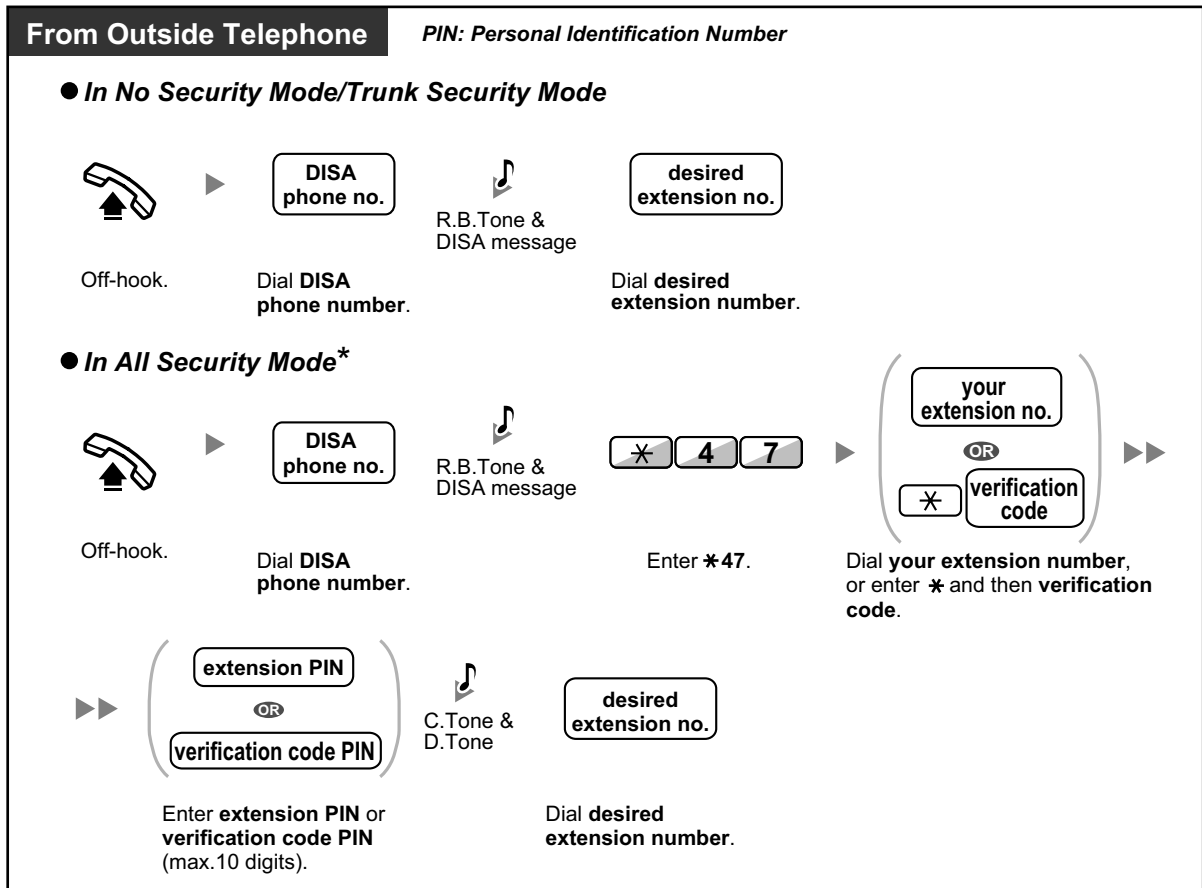 From Outside Telephone
PIN: Personal Identification Number
● In No Security Mode/Trunk Security Mode
DISA
phone no.
R.B.Tone &
DISA message
desired
extension no.
Off-hook.
Dial DISA
phone number.
Dial desired
extension number.
● In All Security Mode*
DISA
phone no.
R.B.Tone &
DISA message
* 4 7
your
extension no.
OR
* verification
code
Off-hook.
Dial DISA
phone number.
Enter *47.
Dial your extension number,
or enter * and then verification
code.
extension PIN
OR
verification code PIN
C.Tone &
D.Tone
desired
extension no.
Enter extension PIN or
verification code PIN
(max.10 digits).
Dial desired
extension number.